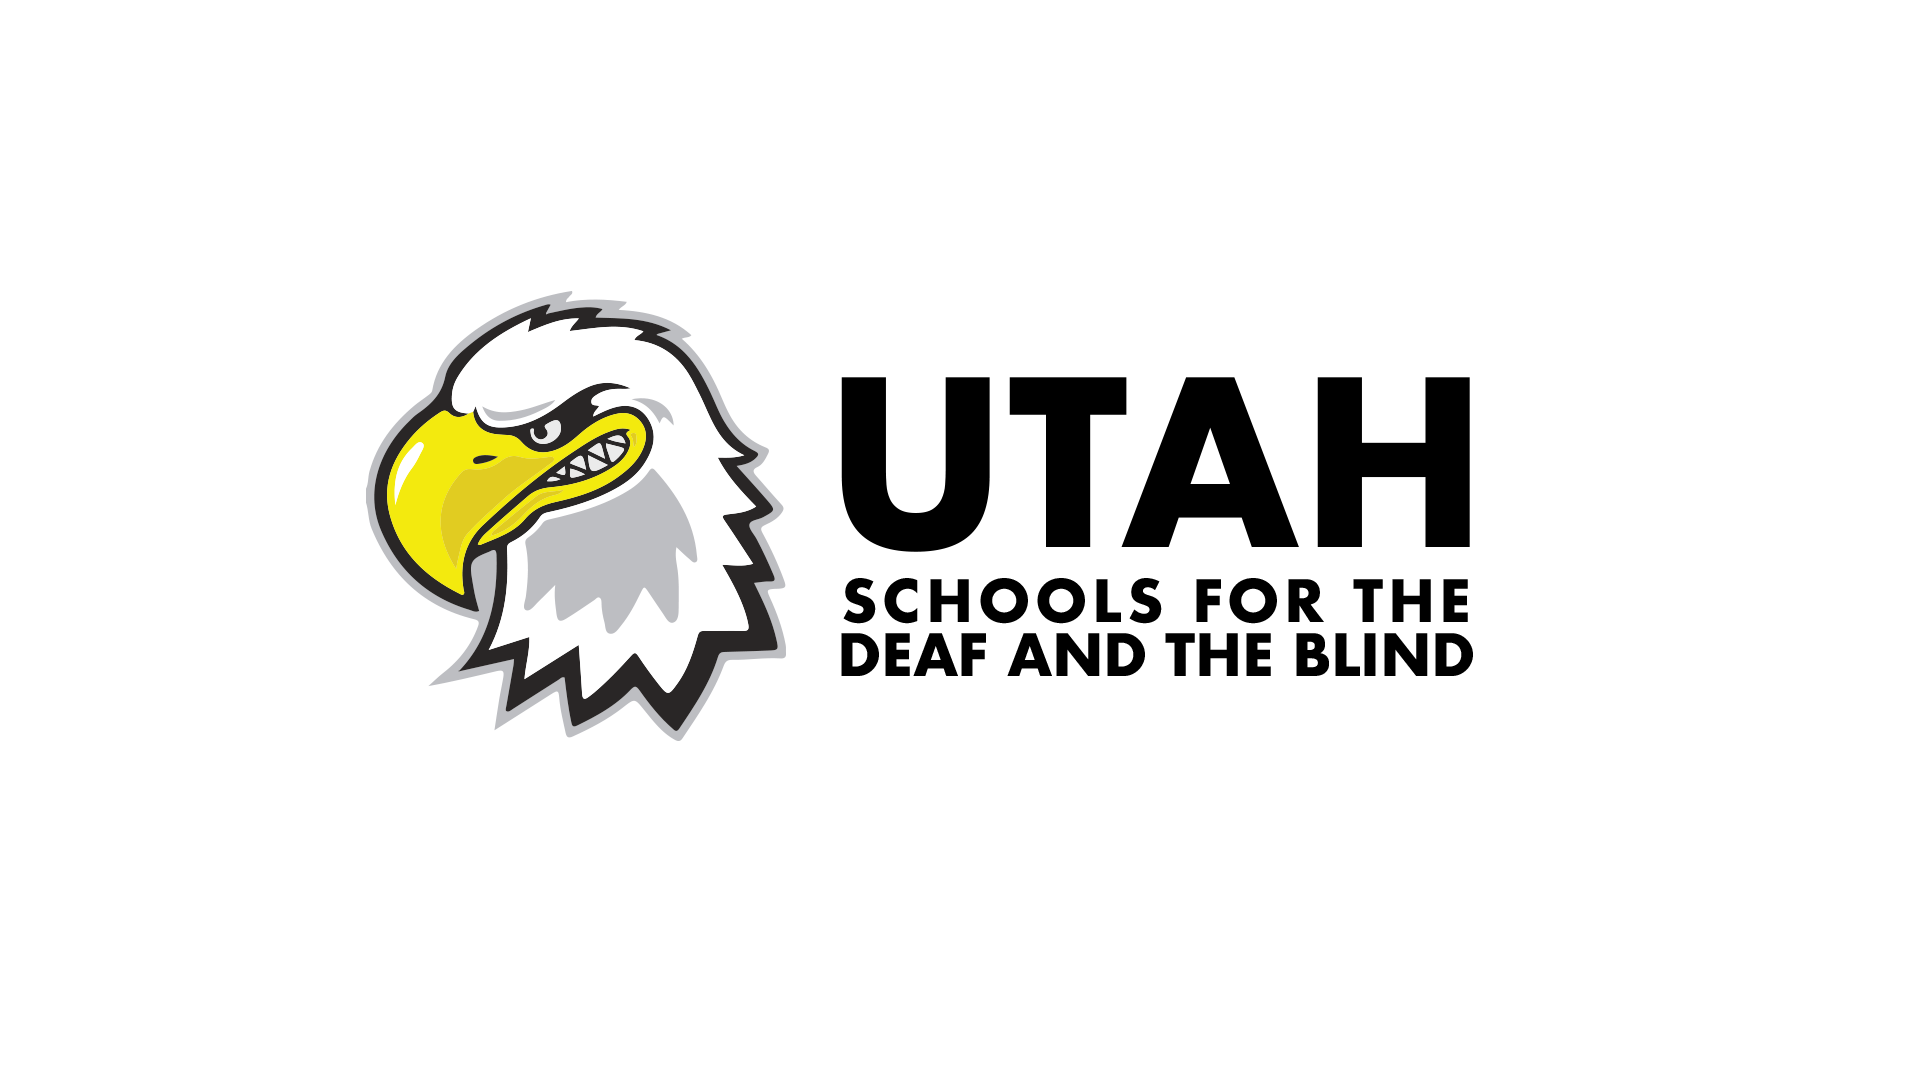 UTAH
SCHOOLS FOR THE
DEAF AND THE BLIND